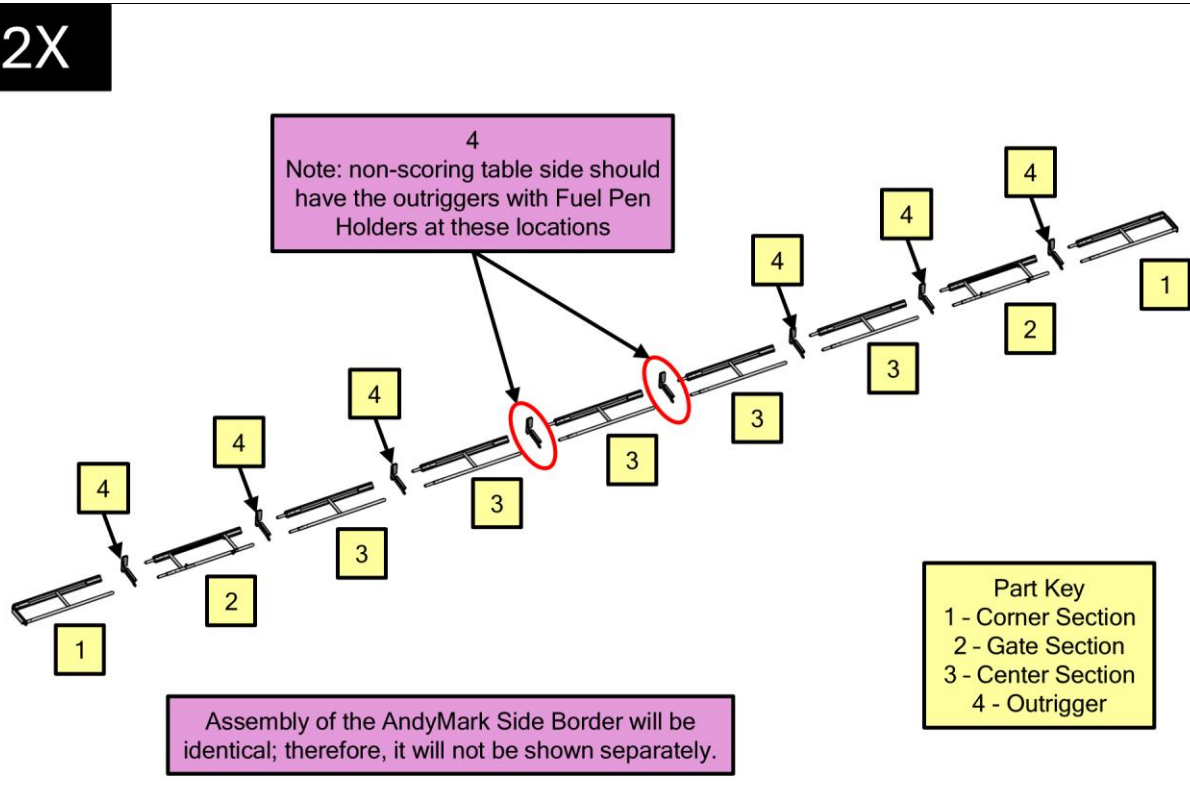 2X
4
Note: non-scoring table side should
have the outriggers with Fuel Pen
Holders at these locations
4
4
4
1
2
3
4
3
4
3
4
3
4
3
2
1
Part Key
1 - Corner Section
2 - Gate Section
3 - Center Section
4 - Outrigger
Assembly of the AndyMark Side Border will be
identical; therefore, it will not be shown separately.